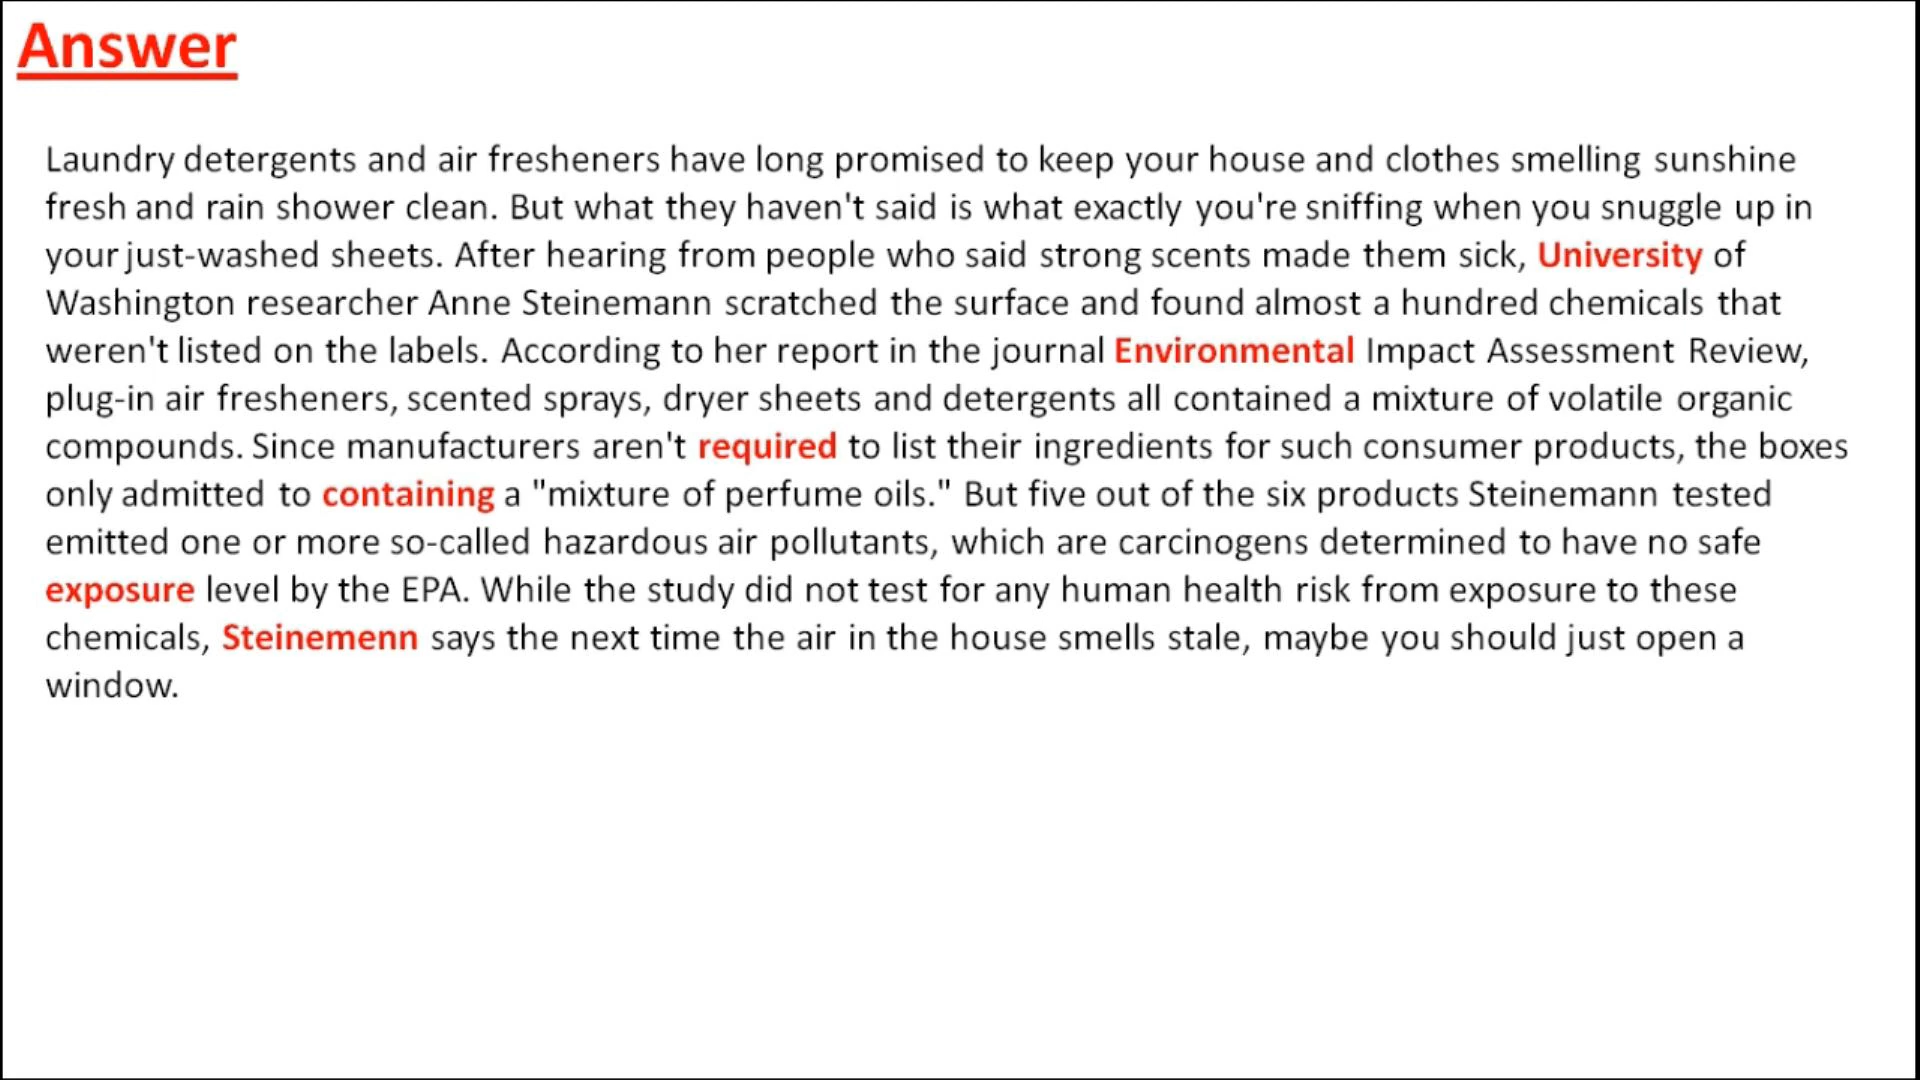 Answer
Laundry detergents and air fresheners have long promised to keep your house and clothes smelling sunshine
fresh and rain shower clean. But what they haven't said is what exactly you're sniffing when you snuggle up in
your just-washed sheets. After hearing from people who said strong scents made them sick, University of
Washington researcher Anne Steinemann scratched the surface and found almost a hundred chemicals that
weren't listed on the labels. According to her report in the journal Environmental Impact Assessment Review,
plug-in air fresheners, scented sprays, dryer sheets and detergents all contained a mixture of volatile organic
compounds. Since manufacturers aren't required to list their ingredients for such consumer products, the boxes
only admitted to containing a "mixture of perfume oils." But five out of the six products Steinemann tested
emitted one or more so-called hazardous air pollutants, which are carcinogens determined to have no safe
exposure level by the EPA. While the study did not test for any human health risk from exposure to these
chemicals, Steinemenn says the next time the air in the house smells stale, maybe you should just open a
window.